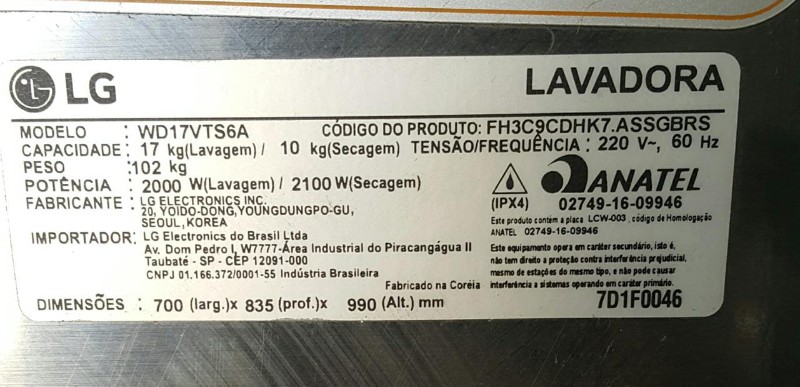 LG
LAVADORA
MODELO : WD17VTS6A CÓDIGO DO PRODUTO: FH3C9CDHK7.ASSGBRS
CAPACIDADE: 17 kg(Lavagem) / 10 kg(Secagem) TENSÃO/FREQUÊNCIA : 220 V~, 60 Hz
PESO :102 kg
POTÊNCIA : 2000 W(Lavagem) / 2100 W(Secagem)
FABRICANTE : LG ELECTRONICS INC.
20, YOIDO-DONG,YOUNGDUNGPO-GU,
SEOUL,KOREA
IMPORTADOR: LG Electronics do Brasil Ltda
Av. Dom Pedro I, W7777-Área Industrial do Piracangágua II
Taubaté - SP - CEP 12091-000
CNPJ 01.166.372/0001-55 Indústria Brasileira
Fabricado na Coréia
DIMENSÕES : 700 (larg.)x 835 (prof.)x 990 (Alt.) mm
(IPX4)
ANATEL
02749-16-09946
Este produto contém a placa LCW-003 , código de Homologação
ANATEL 02749-16-09946
Este equipamento opera em caráter secundário, isto é,
não tem direito a proteção contra interferência prejudicial,
mesmo de estações do mesmo tipo, e não pode causar
interferência a sistemas operando em caráter primário.
7D1F0046